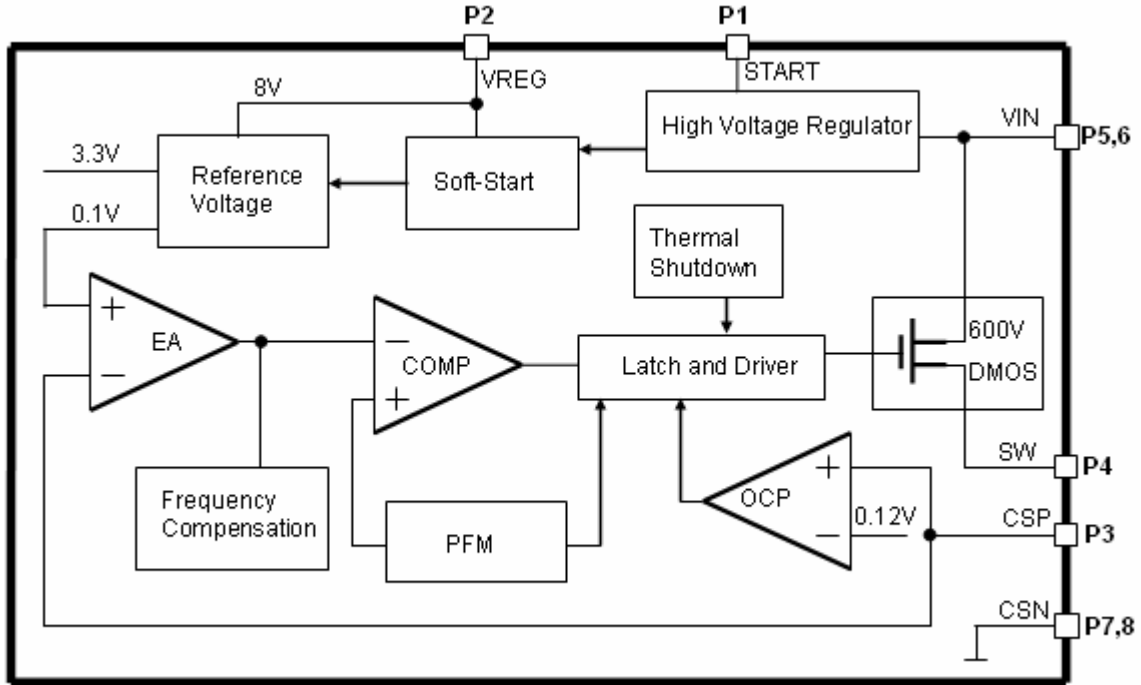 P2
P1
VREG
START
8V
High Voltage Regulator
VIN
P5,6
3.3V
Reference
Voltage
Soft-Start
0.1V
Thermal
Shutdown
+
EA
−
−
COMP
+
Latch and Driver
600V
DMOS
SW
P4
+
OCP
0.12V
−
CSP
P3
Frequency
Compensation
PFM
CSN
P7,8